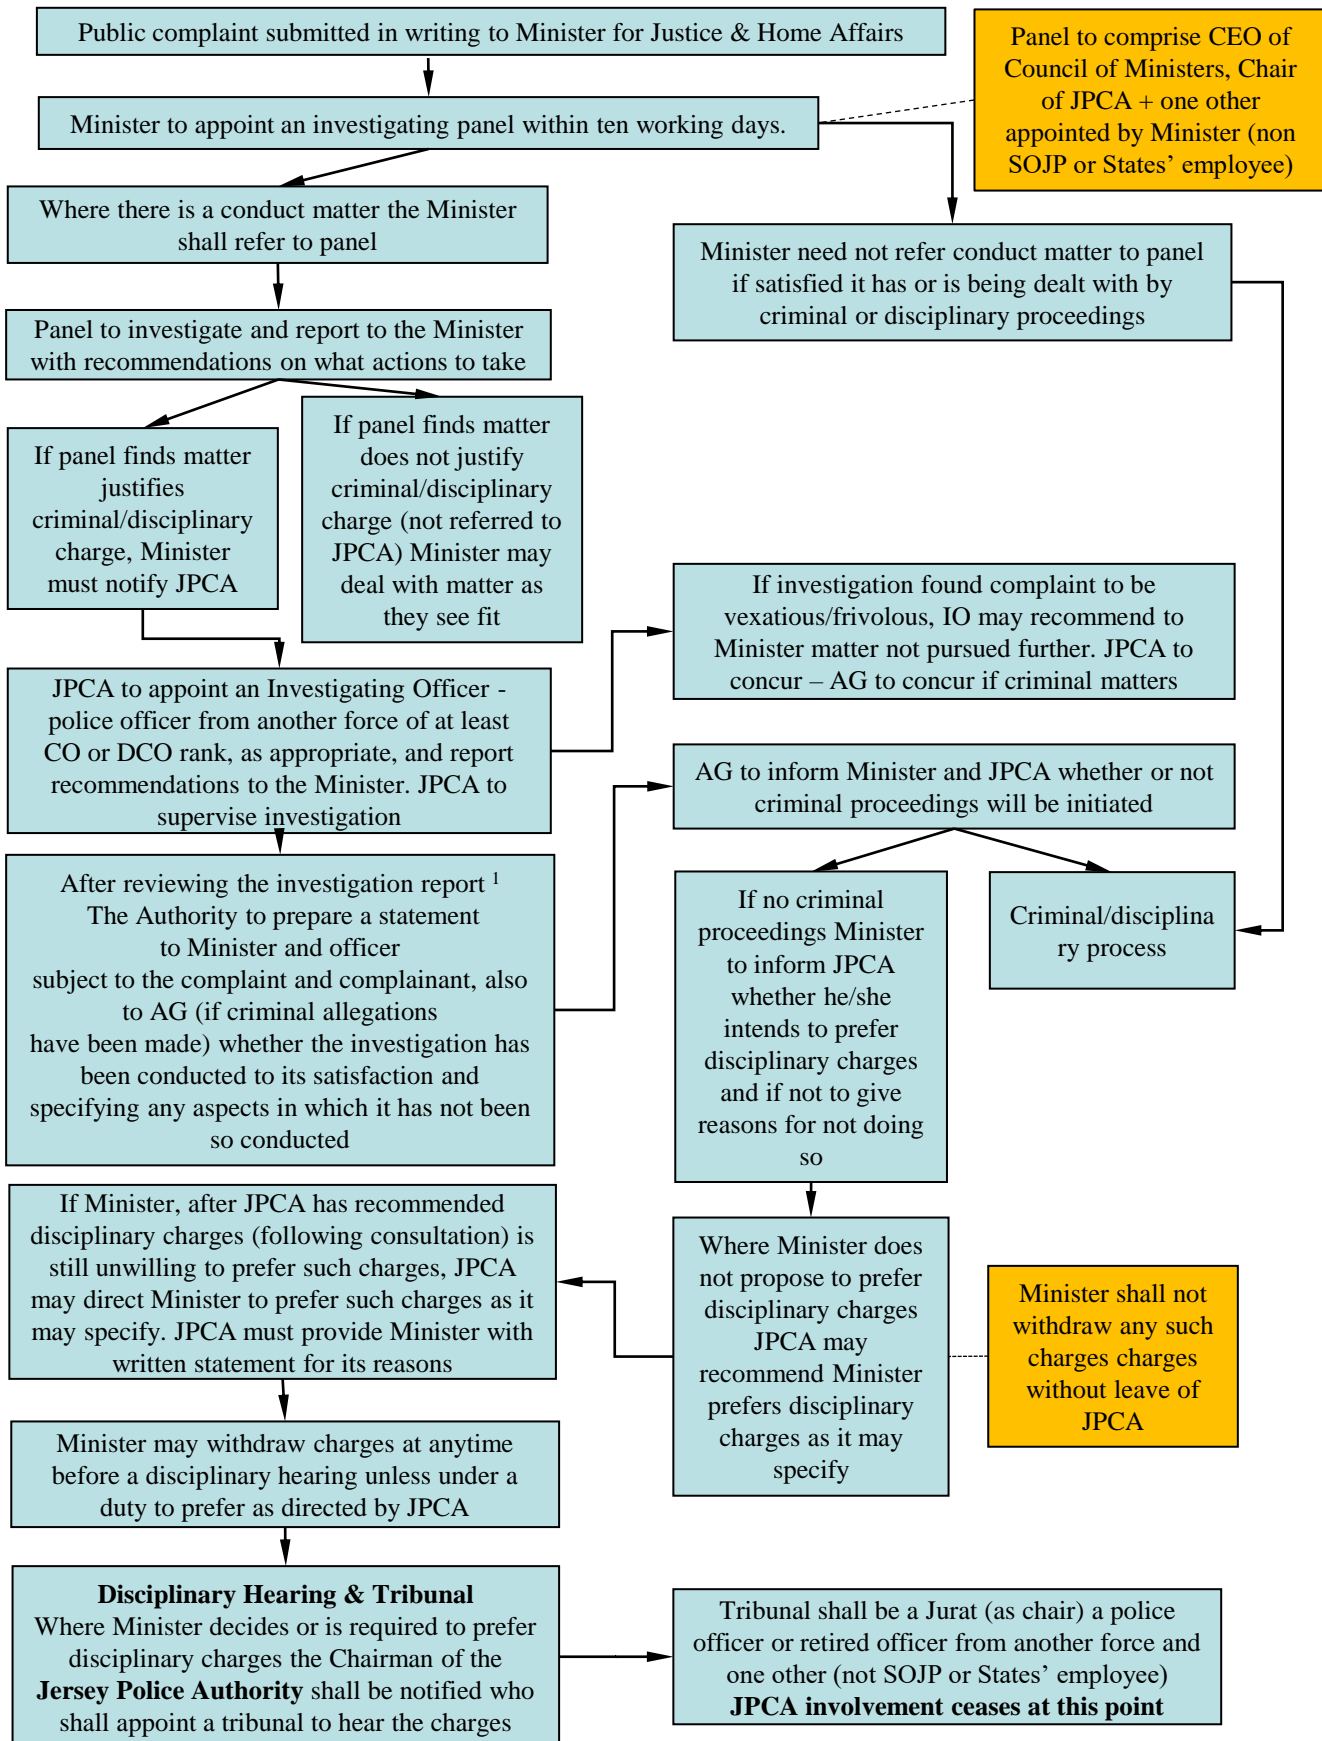 Public complaint submitted in writing to Minister for Justice & Home Affairs
Panel to comprise CEO of
Council of Ministers, Chair
of JPCA + one other
appointed by Minister (non
SOJP or States’ employee)
Minister to appoint an investigating panel within ten working days.
Where there is a conduct matter the Minister
shall refer to panel
Minister need not refer conduct matter to panel
if satisfied it has or is being dealt with by
criminal or disciplinary proceedings
Panel to investigate and report to the Minister
with recommendations on what actions to take
If panel finds matter
justifies
criminal/disciplinary
charge, Minister
must notify JPCA
If panel finds matter
does not justify
criminal/disciplinary
charge (not referred to
JPCA) Minister may
deal with matter as
they see fit
If investigation found complaint to be
vexatious/frivolous, IO may recommend to
Minister matter not pursued further. JPCA to
concur – AG to concur if criminal matters
JPCA to appoint an Investigating Officer -
police officer from another force of at least
CO or DCO rank, as appropriate, and report
recommendations to the Minister. JPCA to
supervise investigation
AG to inform Minister and JPCA whether or not
criminal proceedings will be initiated
After reviewing the investigation report 1
The Authority to prepare a statement
to Minister and officer
subject to the complaint and complainant, also
to AG (if criminal allegations
have been made) whether the investigation has
been conducted to its satisfaction and
specifying any aspects in which it has not been
so conducted
If no criminal
proceedings Minister
to inform JPCA
whether he/she
intends to prefer
disciplinary charges
and if not to give
reasons for not doing
so
Criminal/disciplina
ry process
If Minister, after JPCA has recommended
disciplinary charges (following consultation) is
still unwilling to prefer such charges, JPCA
may direct Minister to prefer such charges as it
may specify. JPCA must provide Minister with
written statement for its reasons
Where Minister does
not propose to prefer
disciplinary charges
JPCA may
recommend Minister
prefers disciplinary
charges as it may
specify
Minister shall not
withdraw any such
charges charges
without leave of
JPCA
Minister may withdraw charges at anytime
before a disciplinary hearing unless under a
duty to prefer as directed by JPCA
Disciplinary Hearing & Tribunal
Where Minister decides or is required to prefer
disciplinary charges the Chairman of the
Jersey Police Authority shall be notified who
shall appoint a tribunal to hear the charges
Tribunal shall be a Jurat (as chair) a police
officer or retired officer from another force and
one other (not SOJP or States’ employee)
JPCA involvement ceases at this point